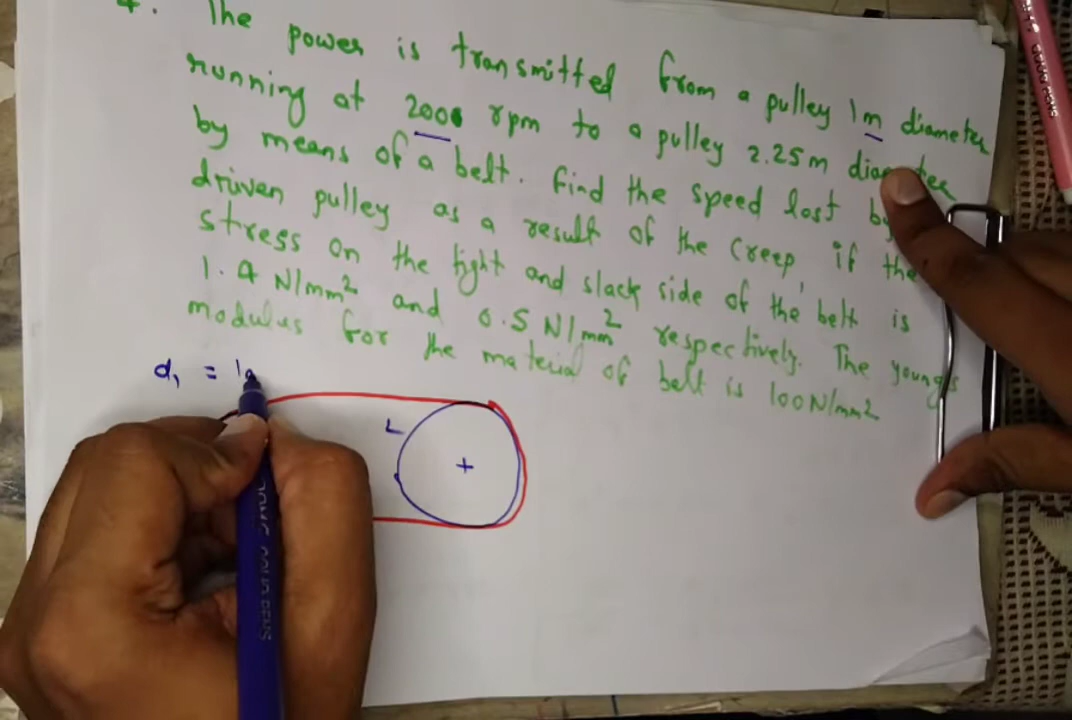 4. The power is transmitted from a pulley 1m diameter
running at 2000 rpm to a pulley 2.25m diameter
by means of a belt. find the speed lost by
driven pulley as a result of the creep, if the
stress on the tight and slack side of the belt is
1.4 N/mm² and 0.5 N/mm² respectively. The youngs
modulus for the material of belt is 100N/mm²
d₁ =
2
+